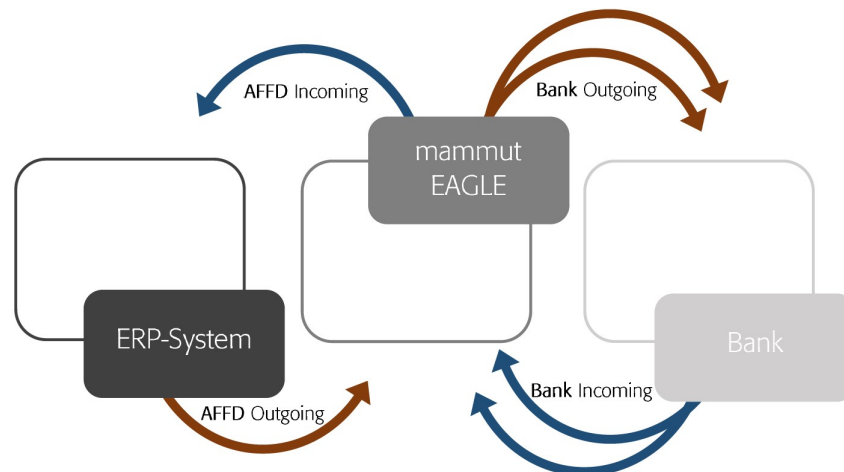 AFFD Incoming
Bank Outgoing
mammut
EAGLE
ERP-System
Bank
Bank Incoming
AFFD Outgoing